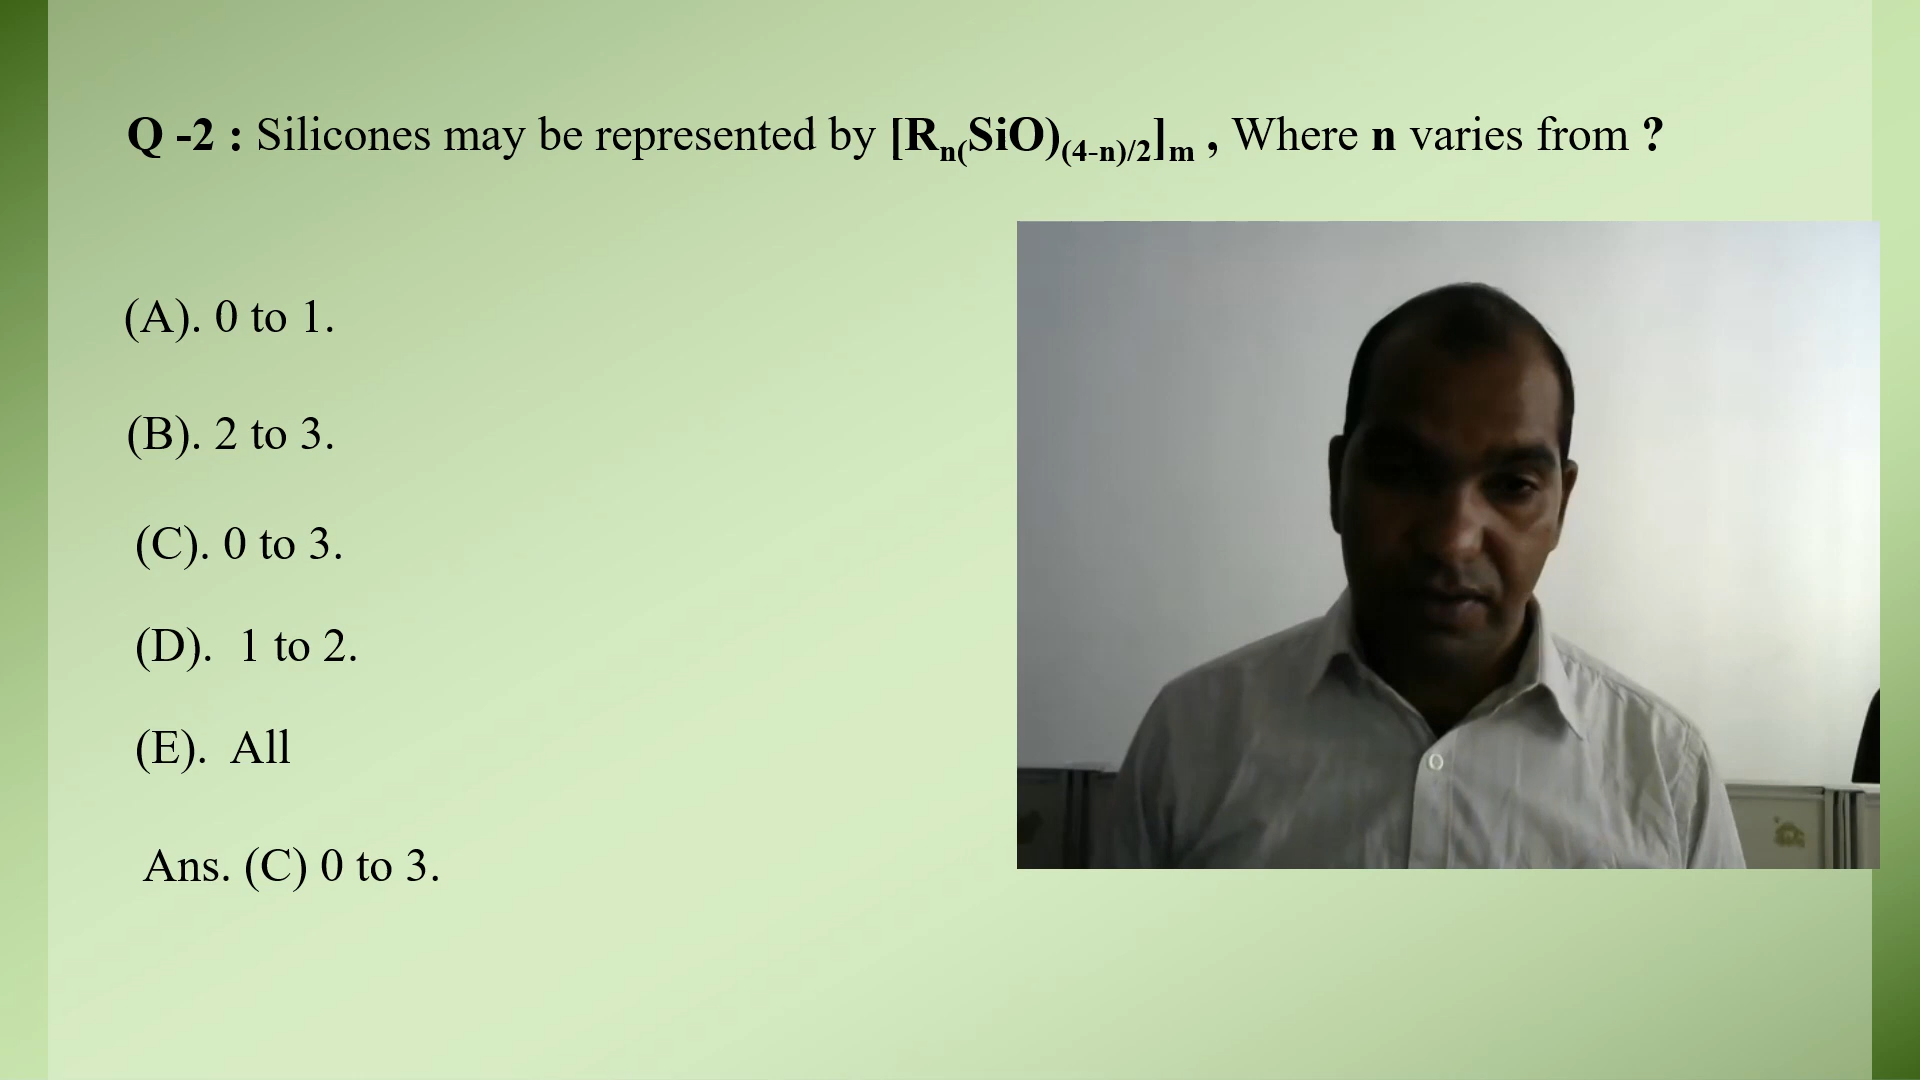 Q -2 : Silicones may be represented by [Rn(SiO)(4-n)/2]m , Where n varies from ?
(A). 0 to 1.
(B). 2 to 3.
(C). 0 to 3.
(D). 1 to 2.
(E). All
Ans. (C) 0 to 3.